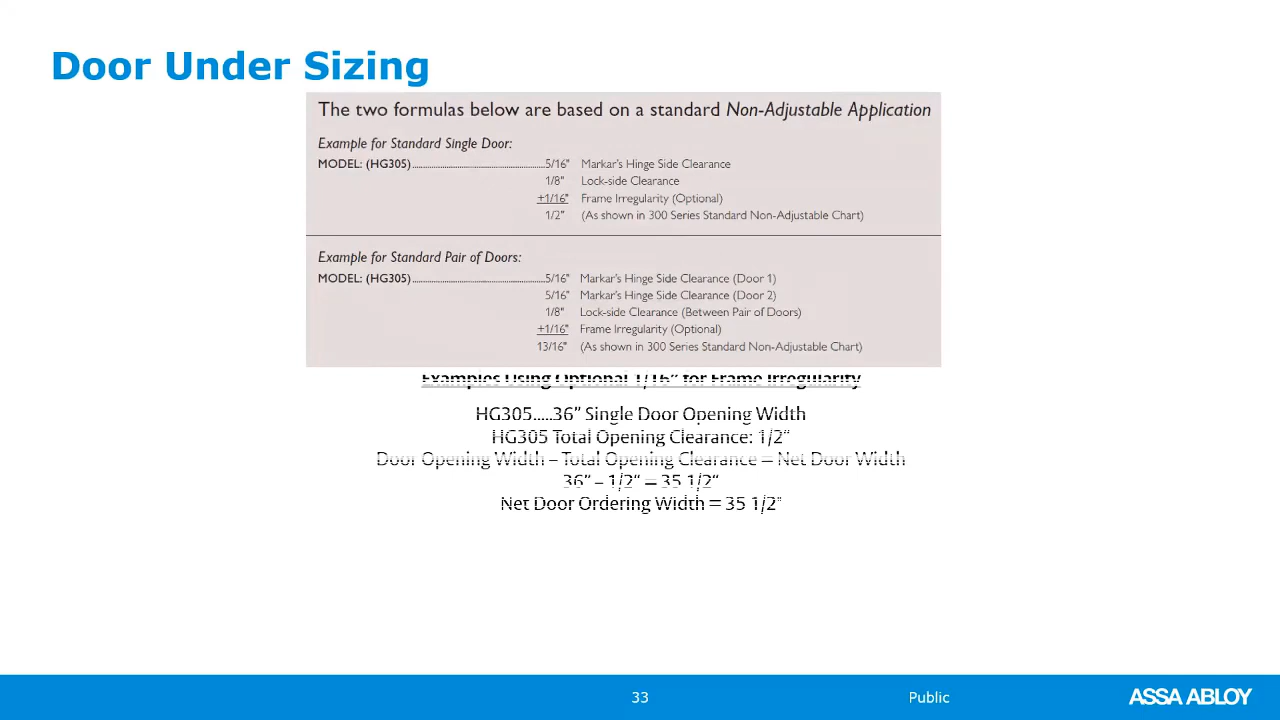 Door Under Sizing
The two formulas below are based on a standard Non-Adjustable Application
Example for Standard Single Door:
MODEL: (HG305)..........................................................5/16" Markar's Hinge Side Clearance
1/8" Lock-side Clearance
+1/16" Frame Irregularity (Optional)
1/2" (As shown in 300 Series Standard Non-Adjustable Chart)
Example for Standard Pair of Doors:
MODEL: (HG305)..........................................................5/16" Markar's Hinge Side Clearance (Door 1)
5/16" Markar's Hinge Side Clearance (Door 2)
1/8" Lock-side Clearance (Between Pair of Doors)
+1/16" Frame Irregularity (Optional)
13/16" (As shown in 300 Series Standard Non-Adjustable Chart)
Examples Using Optional 1/16” for Frame Irregularity
HG305.....36” Single Door Opening Width
HG305 Total Opening Clearance: 1/2“
Door Opening Width – Total Opening Clearance = Net Door Width
36” – 1/2“ = 35 1/2“
Net Door Ordering Width = 35 1/2"
33
Public
ASSA ABLOY